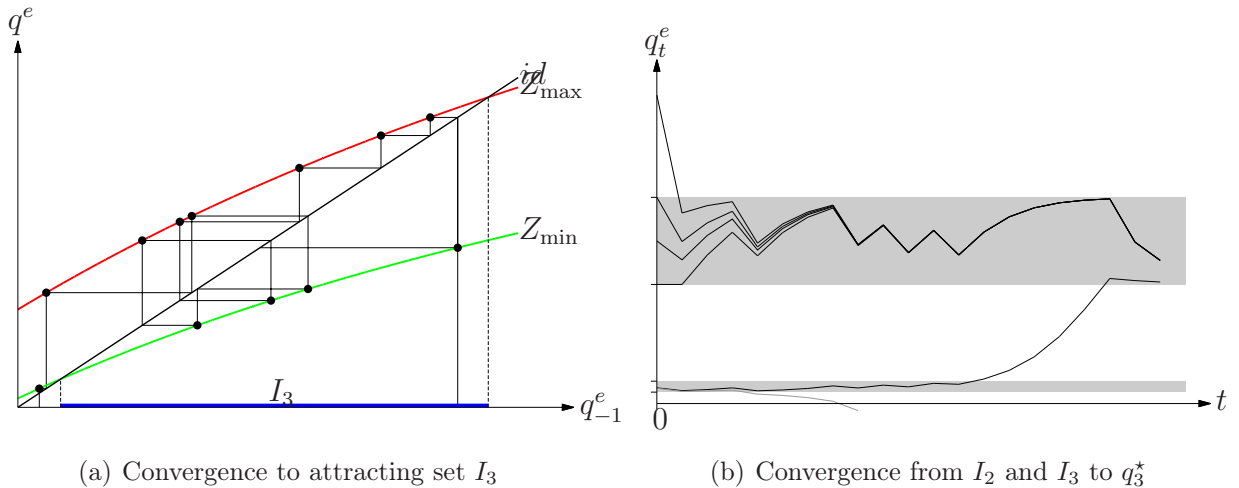 q^e
id
Z_max
Z_min
I_3
q^e_{-1}
(a) Convergence to attracting set I_3
q^e_t
0
t
(b) Convergence from I_2 and I_3 to q^⋆_3